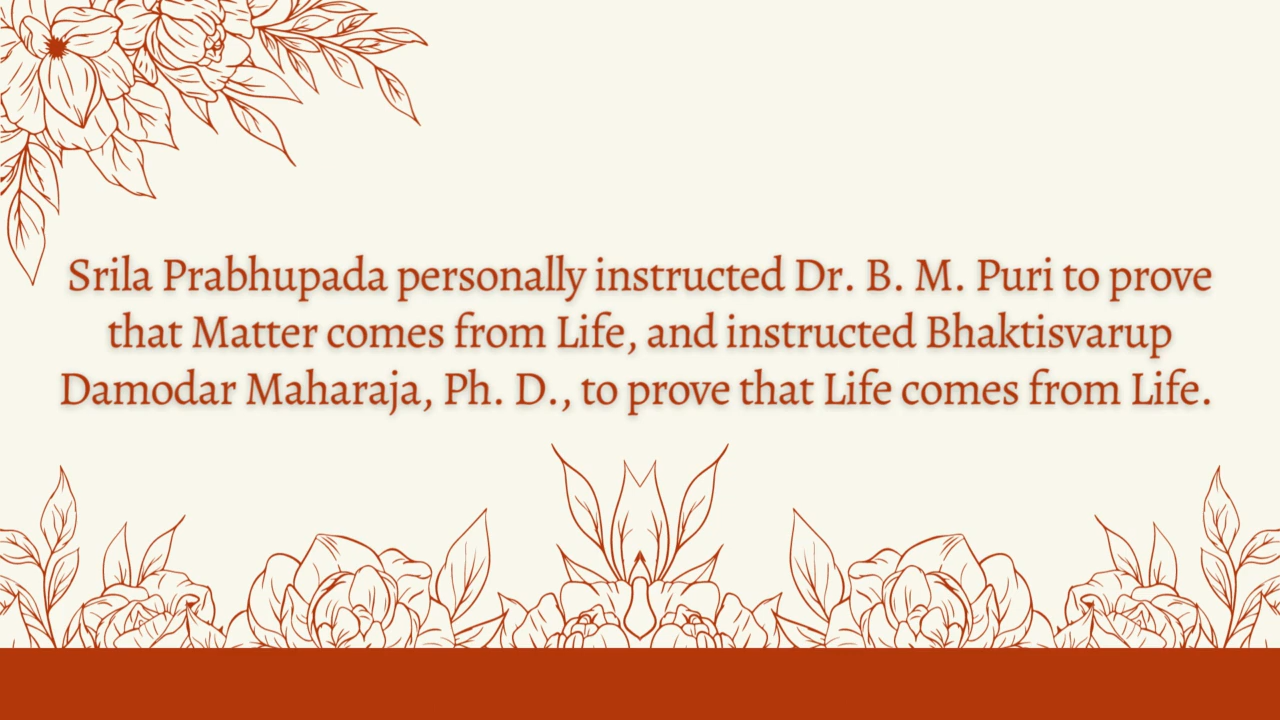 Srila Prabhupada personally instructed Dr. B. M. Puri to prove
that Matter comes from Life, and instructed Bhaktisvarup
Damodar Maharaja, Ph. D., to prove that Life comes from Life.